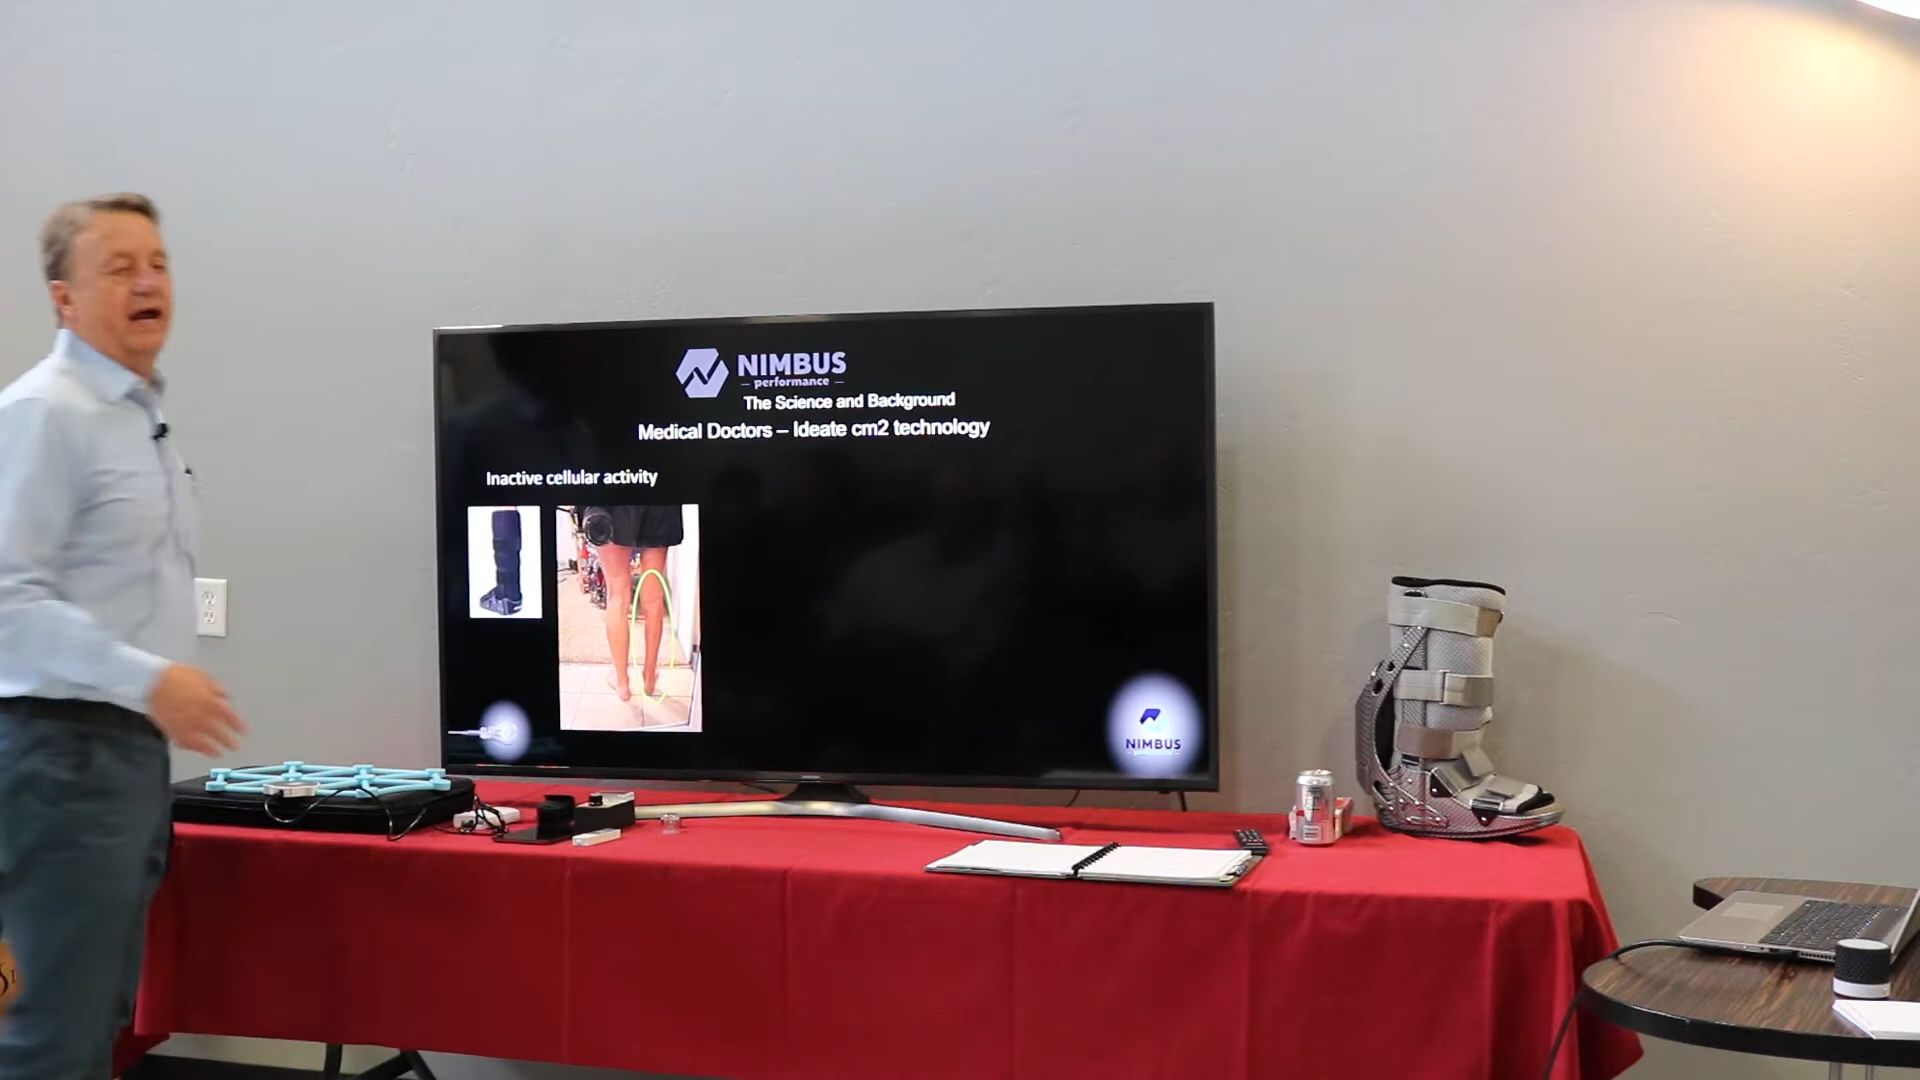 NIMBUS
— performance —
The Science and Background
Medical Doctors – Ideate cm2 technology
Inactive cellular activity
NIMBUS